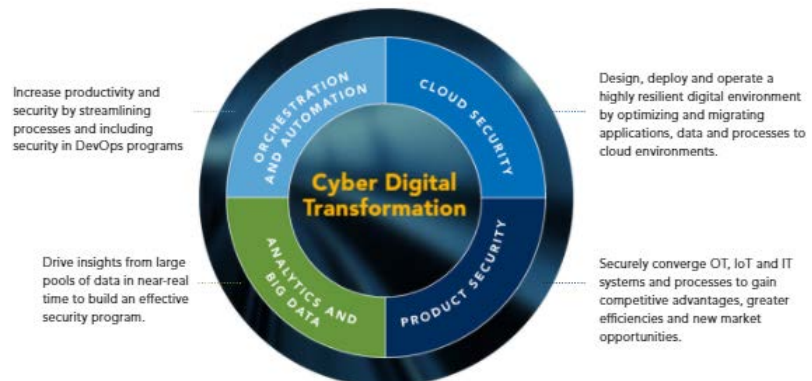 Increase productivity and
security by streamlining
processes and including
security in DevOps programs
ORCHESTRATION
AND AUTOMATION
CLOUD SECURITY
Design, deploy and operate a
highly resilient digital environment
by optimizing and migrating
applications, data and processes to
cloud environments.
Cyber Digital
Transformation
Drive insights from large
pools of data in near-real
time to build an effective
security program.
ANALYTICS AND
BIG DATA
PRODUCT SECURITY
Securely converge OT, IoT and IT
systems and processes to gain
competitive advantages, greater
efficiencies and new market
opportunities.